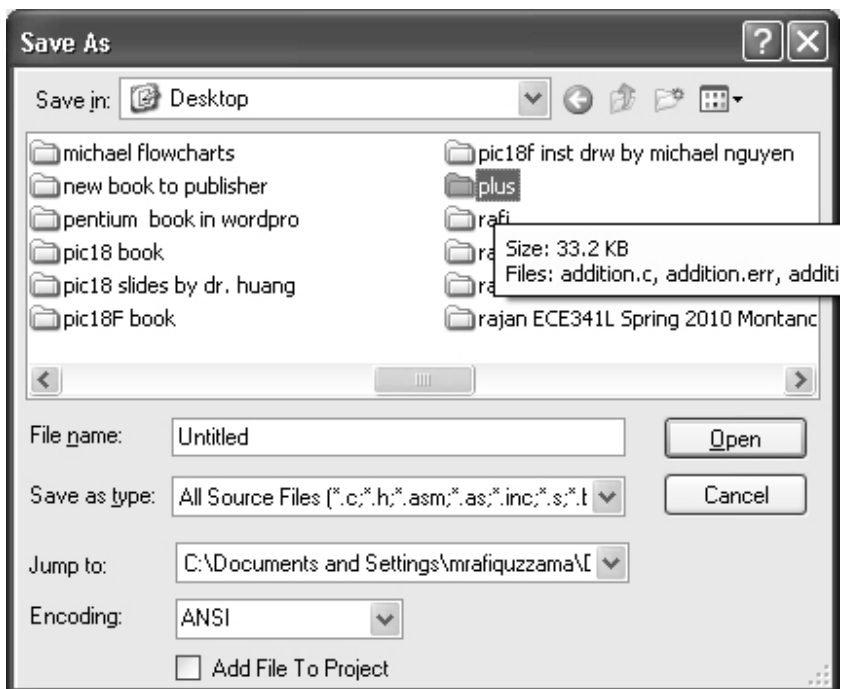 Save As
Save in: Desktop
michael flowcharts
new book to publisher
pentium book in wordpro
pic18 book
pic18 slides by dr. huang
pic18F book
pic18f inst drw by michael nguyen
plus
rafi
ra
ra
rajan ECE341L Spring 2010 Montanc
Size: 33.2 KB
Files: addition.c, addition.err, additi
File name: Untitled
Open
Save as type: All Source Files (*.c;*.h;*.asm;*.as;*.inc;*.s;*.t
Cancel
Jump to: C:\Documents and Settings\mrafiquzzama\D
Encoding: ANSI
Add File To Project